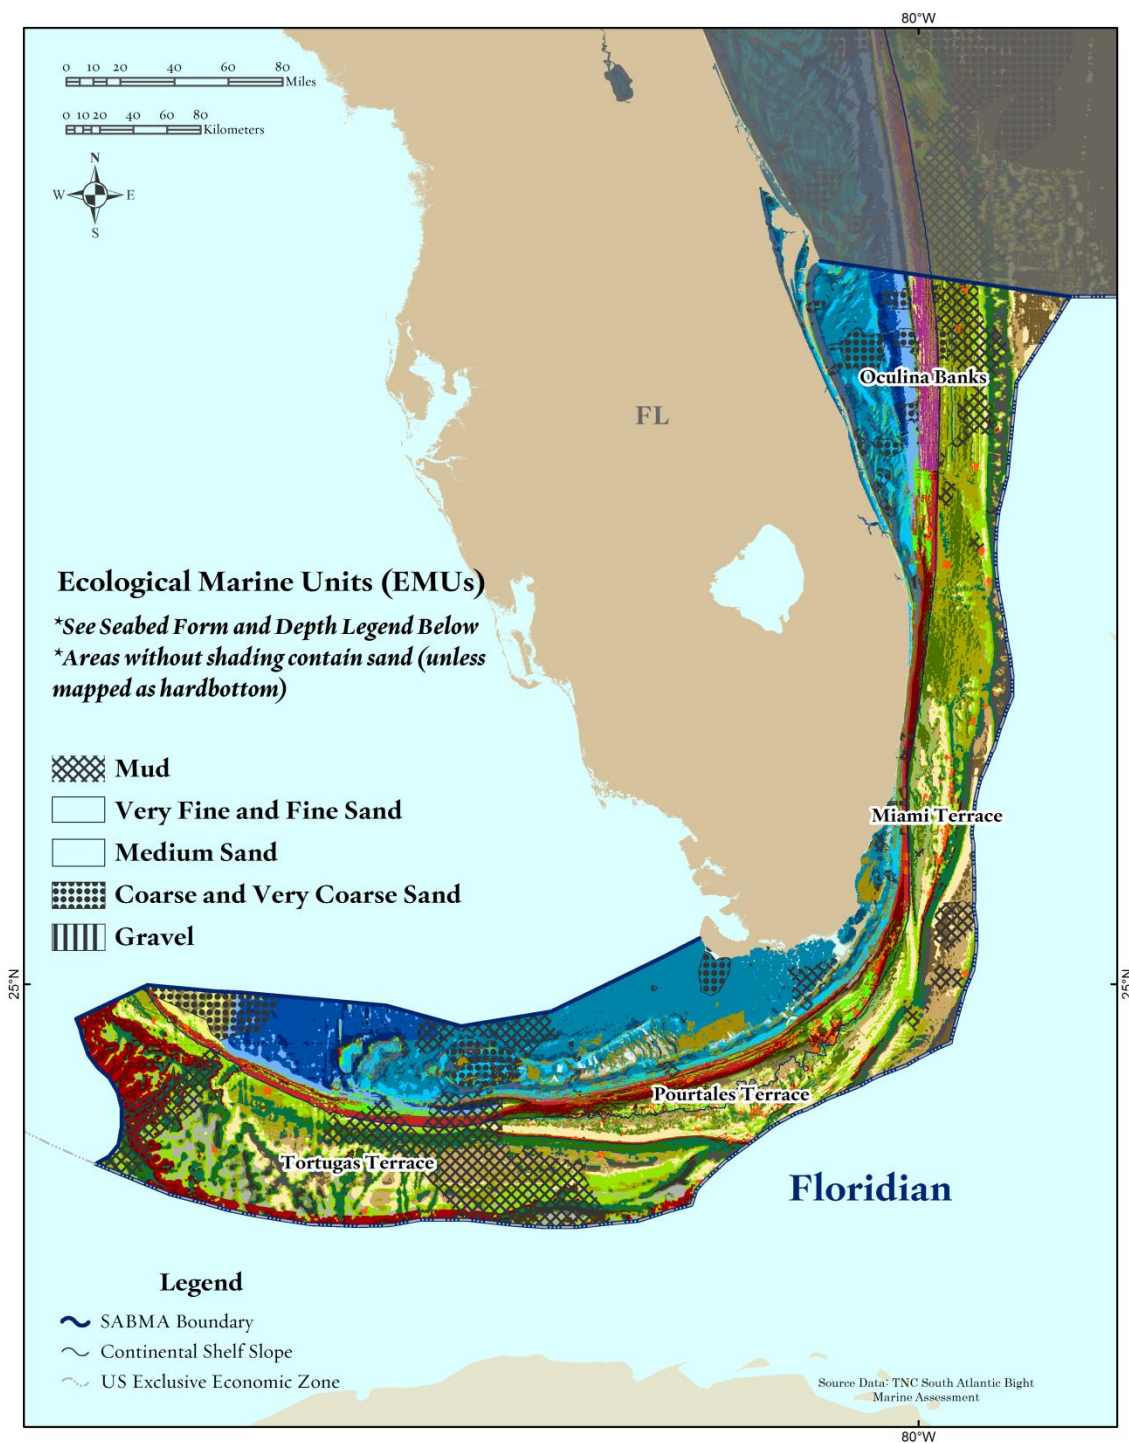 80°W
0 10 20 40 60 80
Miles
0 10 20 40 60 80
Kilometers
N
W E
S
Oculina Banks
FL
Ecological Marine Units (EMUs)
*See Seabed Form and Depth Legend Below
*Areas without shading contain sand (unless
mapped as hardbottom)
Mud
Very Fine and Fine Sand
Medium Sand
Coarse and Very Coarse Sand
Gravel
Miami Terrace
25°N
25°N
Pourtales Terrace
Tortugas Terrace
Floridian
Legend
SABMA Boundary
Continental Shelf Slope
US Exclusive Economic Zone
Source Data: TNC South Atlantic Bight
Marine Assessment
80°W